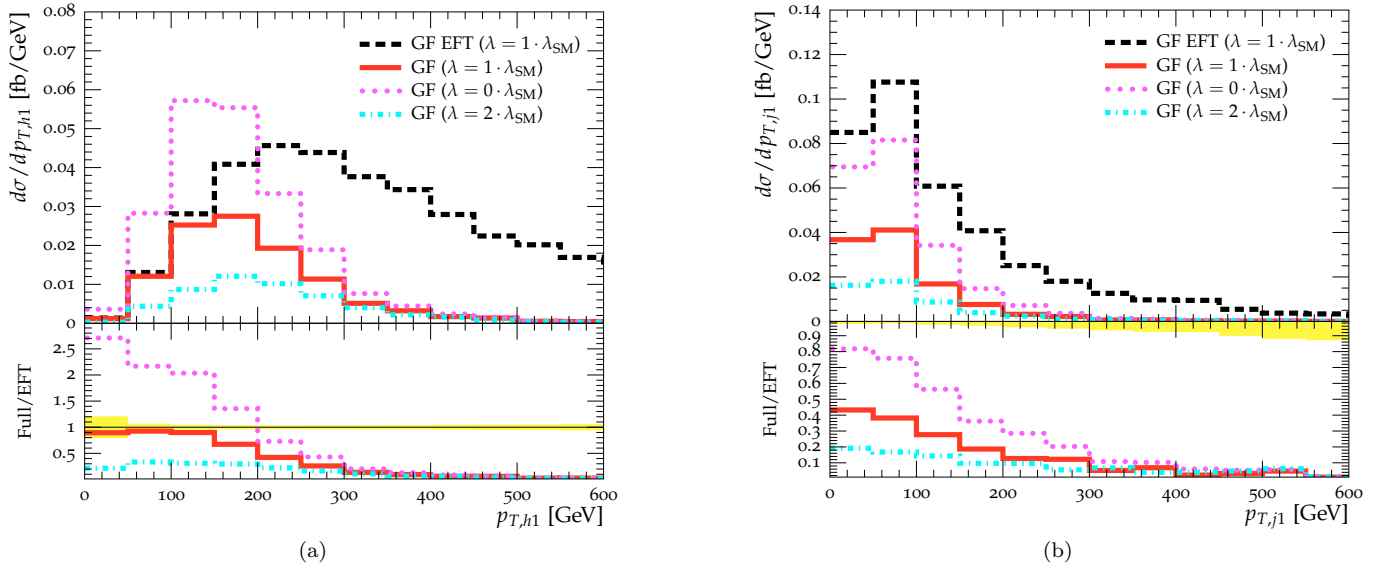 0.08
0.07
0.06
0.05
0.04
0.03
0.02
0.01
0
dσ/dp_{T,h1} [fb/GeV]
GF EFT (λ = 1 · λ_SM)
GF (λ = 1 · λ_SM)
GF (λ = 0 · λ_SM)
GF (λ = 2 · λ_SM)
2.5
2
1.5
1
0.5
Full/EFT
0 100 200 300 400 500 600
p_{T,h1} [GeV]
(a)
0.14
0.12
0.1
0.08
0.06
0.04
0.02
0
dσ/dp_{T,j1} [fb/GeV]
GF EFT (λ = 1 · λ_SM)
GF (λ = 1 · λ_SM)
GF (λ = 0 · λ_SM)
GF (λ = 2 · λ_SM)
0.9
0.8
0.7
0.6
0.5
0.4
0.3
0.2
0.1
Full/EFT
0 100 200 300 400 500 600
p_{T,j1} [GeV]
(b)